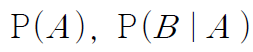 P(A), P(B | A)